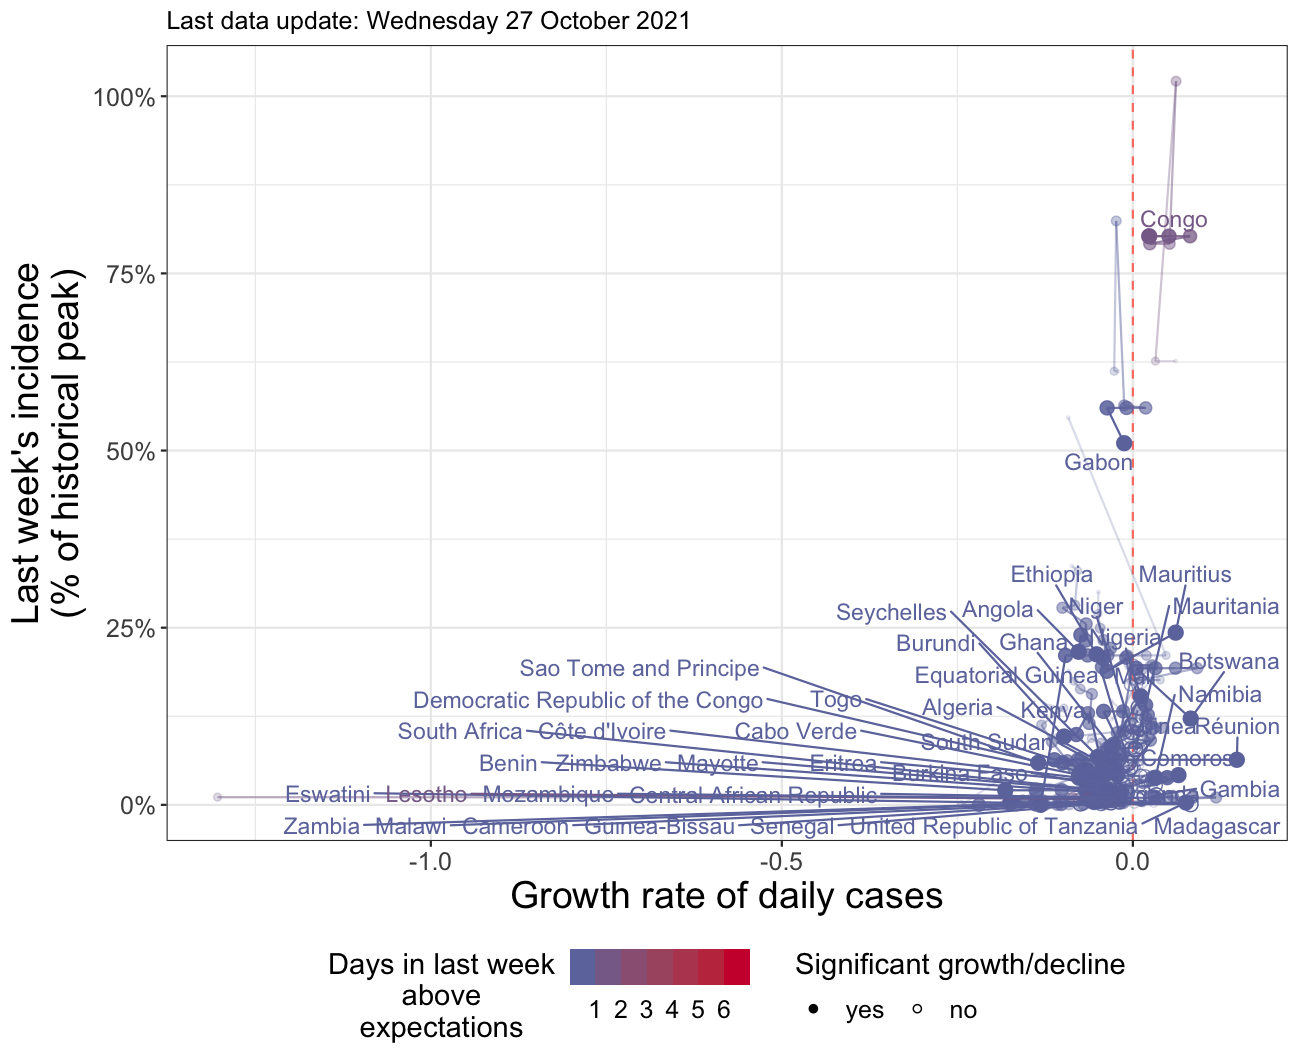 Last data update: Wednesday 27 October 2021
Last week's incidence
(% of historical peak)
100%
75%
50%
25%
0%
Congo
Gabon
Ethiopia
Mauritius
Seychelles
Angola
Niger
Mauritania
Burundi
Ghana
Nigeria
Sao Tome and Principe
Equatorial Guinea
Mali
Botswana
Democratic Republic of the Congo
Togo
Algeria
Kenya
Namibia
South Africa
Côte d'Ivoire
Cabo Verde
South Sudan
Réunion
Benin
Zimbabwe
Mayotte
Eritrea
Burkina Faso
Comoros
Eswatini
Lesotho
Mozambique
Central African Republic
Gambia
Zambia
Malawi
Cameroon
Guinea-Bissau
Senegal
United Republic of Tanzania
Madagascar
-1.0
-0.5
0.0
Growth rate of daily cases
Days in last week
above
expectations
1 2 3 4 5 6
Significant growth/decline
yes
no